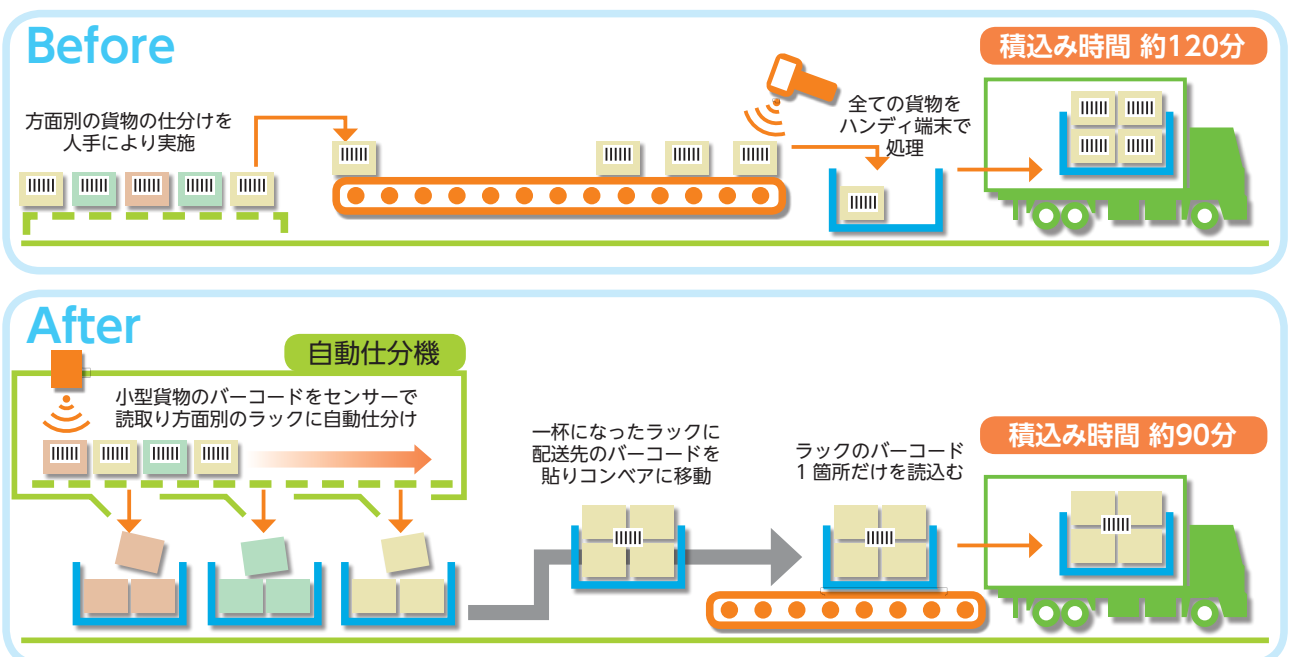 Before
積込み時間 約120分
方面別の貨物の仕分けを
人手により実施
全ての貨物を
ハンディ端末で
処理
After
自動仕分機
小型貨物のバーコードをセンサーで
読取り方面別のラックに自動仕分け
一杯になったラックに
配送先のバーコードを
貼りコンベアに移動
ラックのバーコード
1箇所だけを読込む
積込み時間 約90分